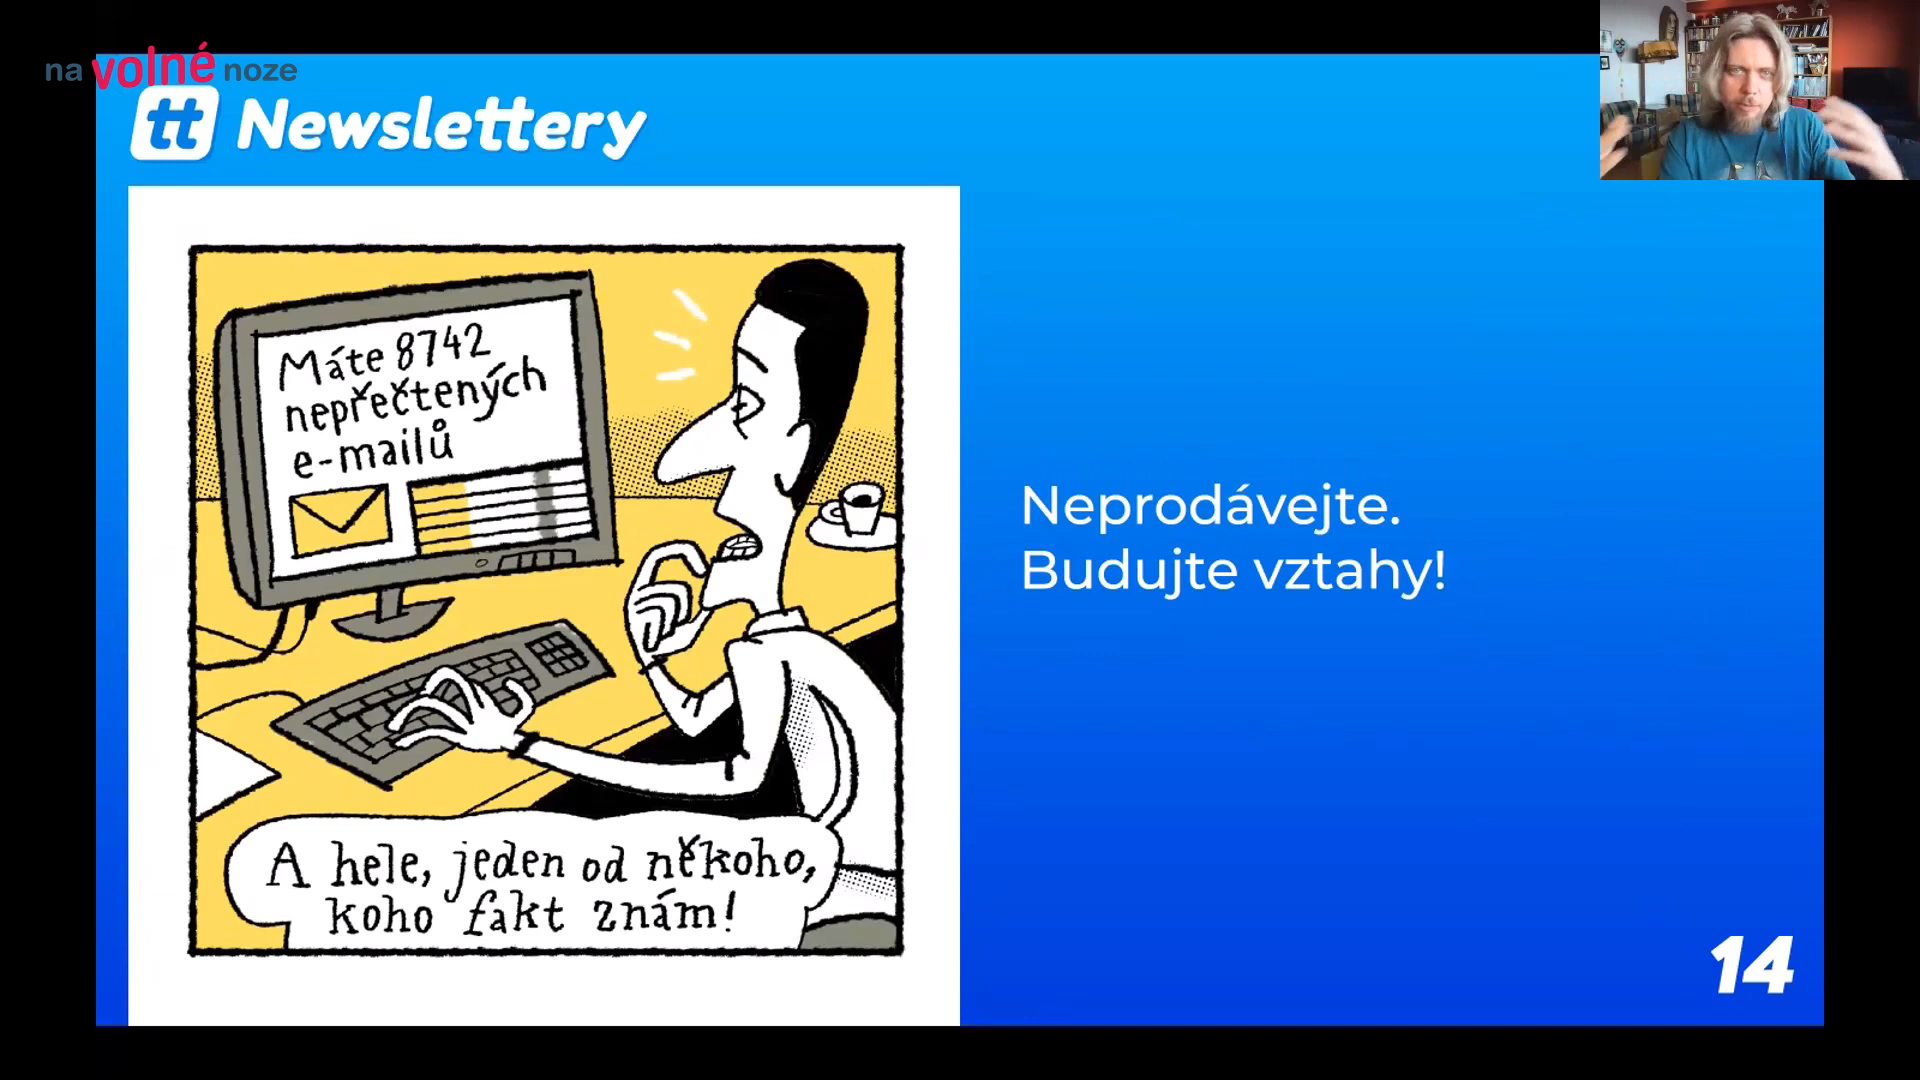 na volné noze
tt Newslettery
Máte 8742
nepřečtených
e-mailů
A hele, jeden od někoho,
koho fakt znám!
Neprodávejte.
Budujte vztahy!
14